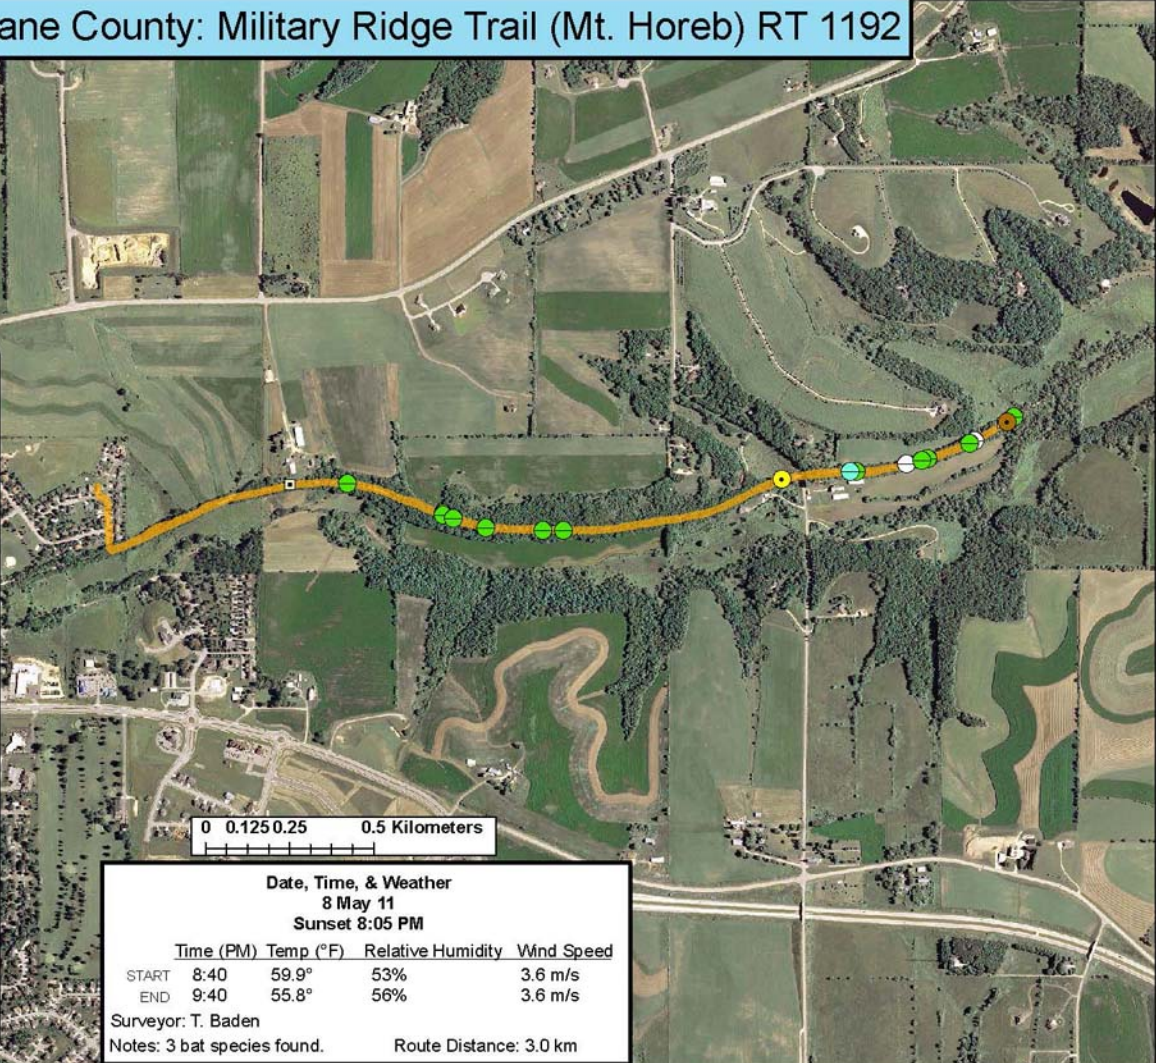 ane County: Military Ridge Trail (Mt. Horeb) RT 1192
0 0.125 0.25 0.5 Kilometers
Date, Time, & Weather
8 May 11
Sunset 8:05 PM
Time (PM) Temp (°F) Relative Humidity Wind Speed
START 8:40 59.9° 53% 3.6 m/s
END 9:40 55.8° 56% 3.6 m/s
Surveyor: T. Baden
Notes: 3 bat species found. Route Distance: 3.0 km